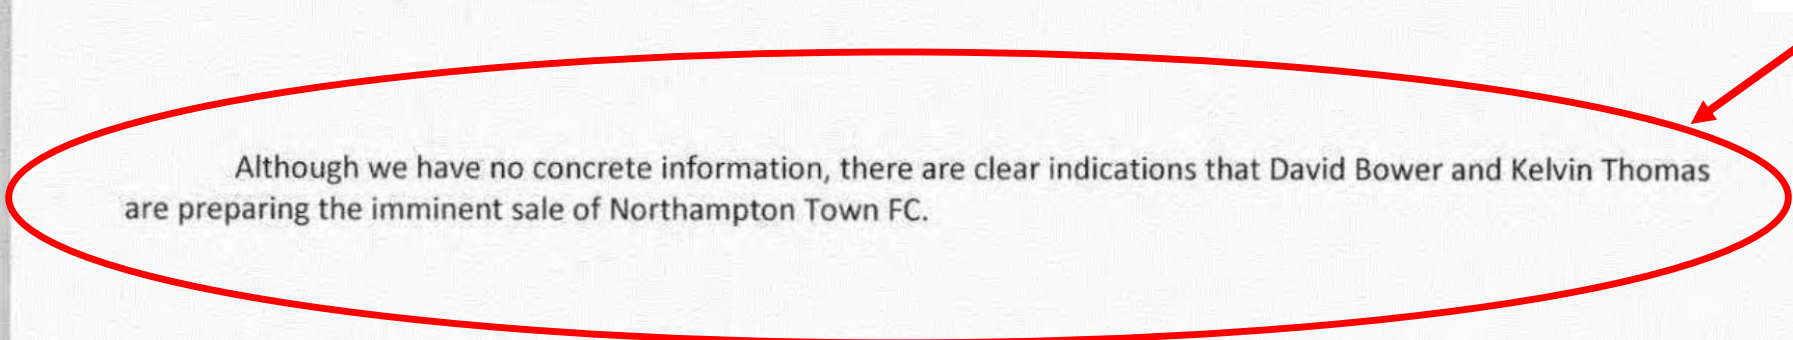 Although we have no concrete information, there are clear indications that David Bower and Kelvin Thomas
are preparing the imminent sale of Northampton Town FC.